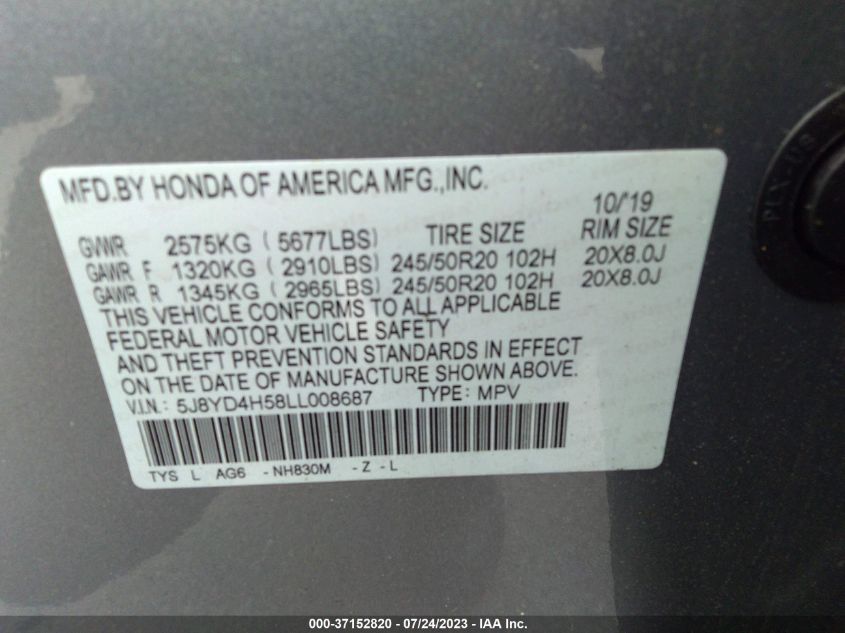 MFD.BY HONDA OF AMERICA MFG.,INC.
10/'19
GVWR 2575KG ( 5677LBS) TIRE SIZE RIM SIZE
GAWR F 1320KG ( 2910LBS) 245/50R20 102H 20X8.0J
GAWR R 1345KG ( 2965LBS) 245/50R20 102H 20X8.0J
THIS VEHICLE CONFORMS TO ALL APPLICABLE
FEDERAL MOTOR VEHICLE SAFETY
AND THEFT PREVENTION STANDARDS IN EFFECT
ON THE DATE OF MANUFACTURE SHOWN ABOVE.
V.I.N.: 5J8YD4H58LL008687 TYPE: MPV
TYS L AG6 -NH830M -Z -L
000-37152820 - 07/24/2023 - IAA Inc.